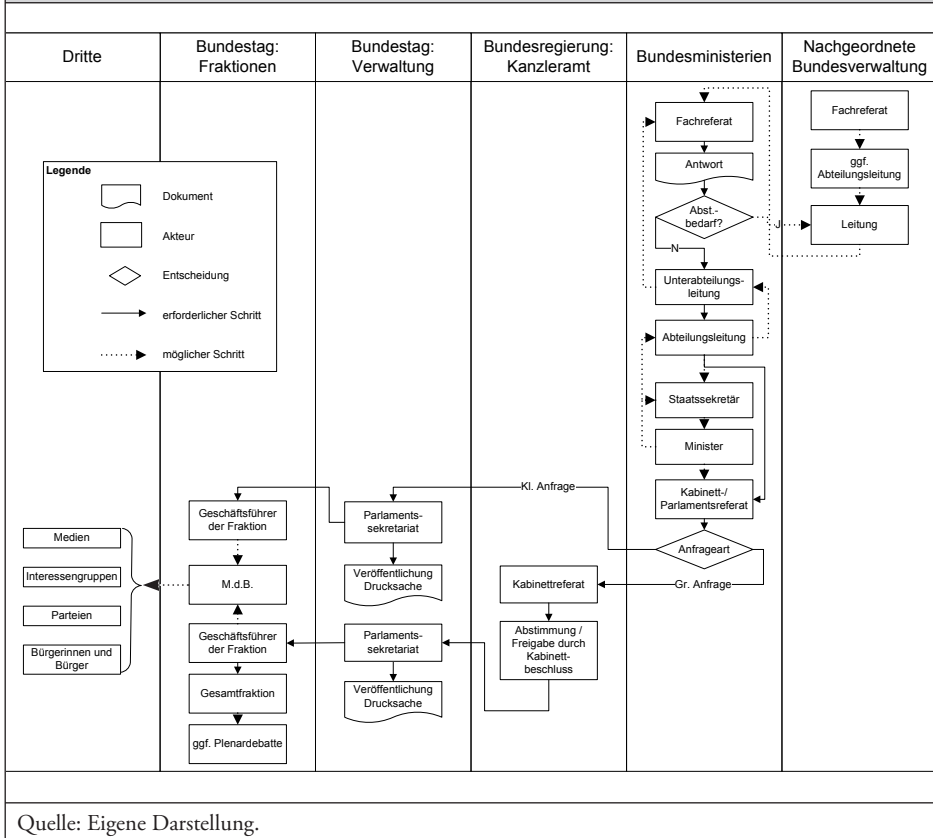 Dritte
Bundestag:
Fraktionen
Bundestag:
Verwaltung
Bundesregierung:
Kanzleramt
Bundesministerien
Nachgeordnete
Bundesverwaltung
Legende
Dokument
Akteur
Entscheidung
erforderlicher Schritt
möglicher Schritt
Medien
Interessengruppen
Parteien
Bürgerinnen und
Bürger
Geschäftsführer
der Fraktion
M.d.B.
Geschäftsführer
der Fraktion
Gesamtfraktion
ggf. Plenardebatte
Parlaments-
sekretariat
Veröffentlichung
Drucksache
Parlaments-
sekretariat
Veröffentlichung
Drucksache
Kl. Anfrage
Kabinettreferat
Abstimmung /
Freigabe durch
Kabinett-
beschluss
Fachreferat
Antwort
Abst.-
bedarf?
J
N
Unterabteilungs-
leitung
Abteilungsleitung
Staatssekretär
Minister
Kabinett-/
Parlamentsreferat
Anfrageart
Gr. Anfrage
Fachreferat
ggf.
Abteilungsleitung
Leitung
Quelle: Eigene Darstellung.